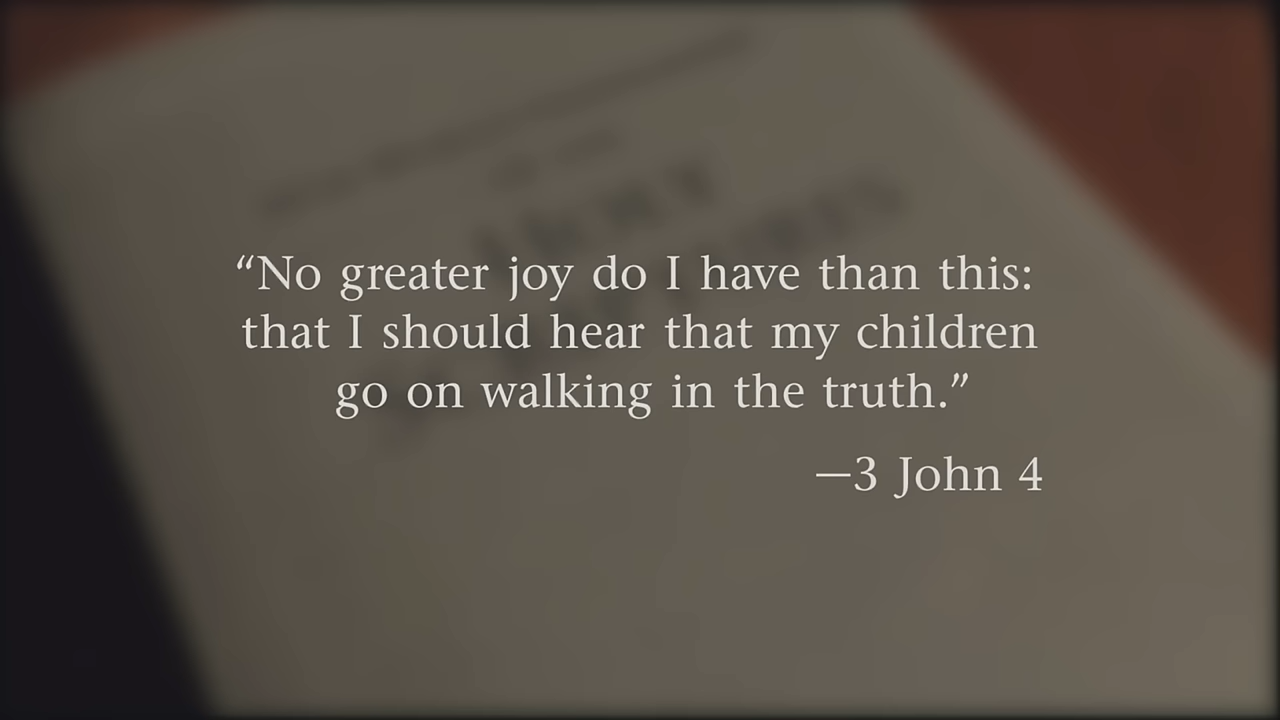 “No greater joy do I have than this:
that I should hear that my children
go on walking in the truth.”
—3 John 4